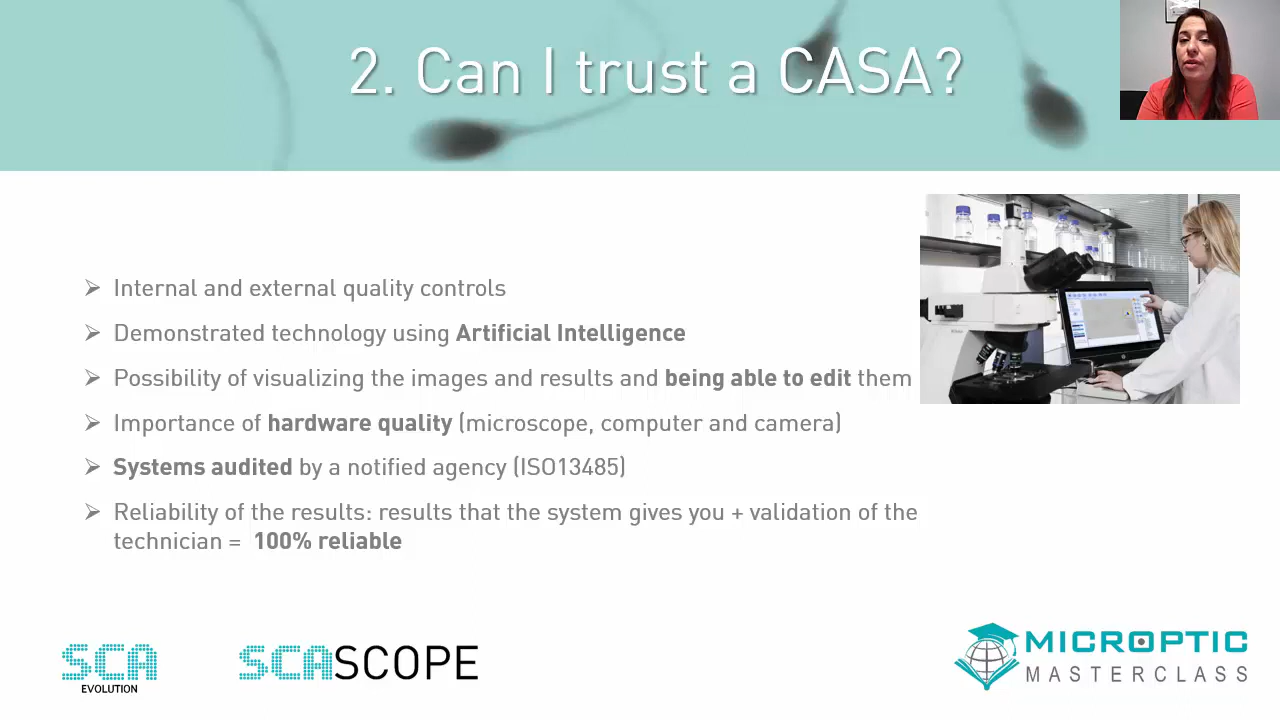 2. Can I trust a CASA?
➢ Internal and external quality controls
➢ Demonstrated technology using Artificial Intelligence
➢ Possibility of visualizing the images and results and being able to edit them
➢ Importance of hardware quality (microscope, computer and camera)
➢ Systems audited by a notified agency (ISO13485)
➢ Reliability of the results: results that the system gives you + validation of the
technician = 100% reliable
SCA
EVOLUTION
SCASCOPE
MICROPTIC
MASTERCLASS